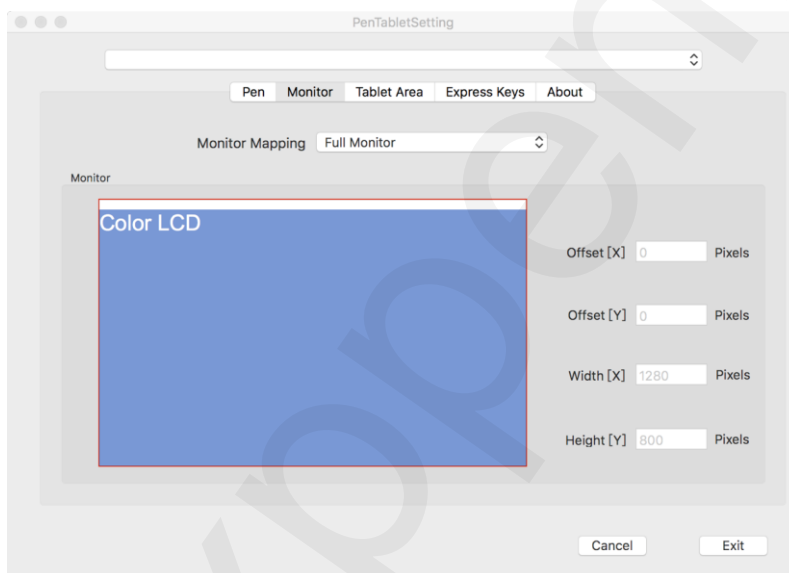 PenTabletSetting
Pen Monitor Tablet Area Express Keys About
Monitor Mapping Full Monitor
Monitor
Color LCD
Offset [X] 0 Pixels
Offset [Y] 0 Pixels
Width [X] 1280 Pixels
Height [Y] 800 Pixels
Cancel Exit